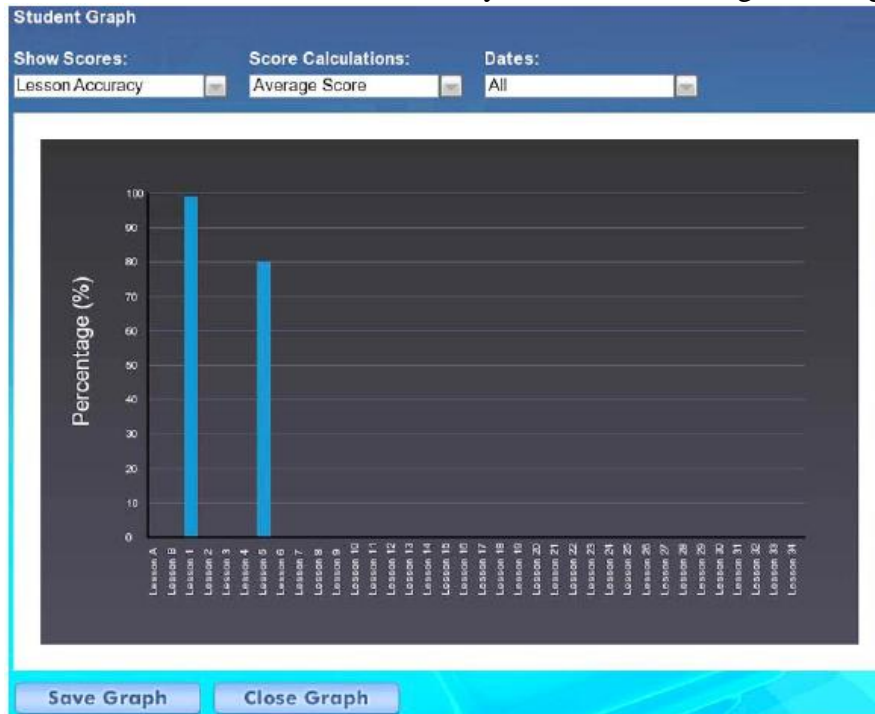 Student Graph
Show Scores: Score Calculations: Dates:
Lesson Accuracy Average Score All
100
90
80
70
60
50
40
30
20
10
0
Percentage (%)
Lesson A
Lesson B
Lesson 1
Lesson 2
Lesson 3
Lesson 4
Lesson 5
Lesson 6
Lesson 7
Lesson 8
Lesson 9
Lesson 10
Lesson 11
Lesson 12
Lesson 13
Lesson 14
Lesson 15
Lesson 16
Lesson 17
Lesson 18
Lesson 19
Lesson 20
Lesson 21
Lesson 22
Lesson 23
Lesson 24
Lesson 25
Lesson 26
Lesson 27
Lesson 28
Lesson 29
Lesson 30
Lesson 31
Lesson 32
Lesson 33
Lesson 34
Save Graph Close Graph